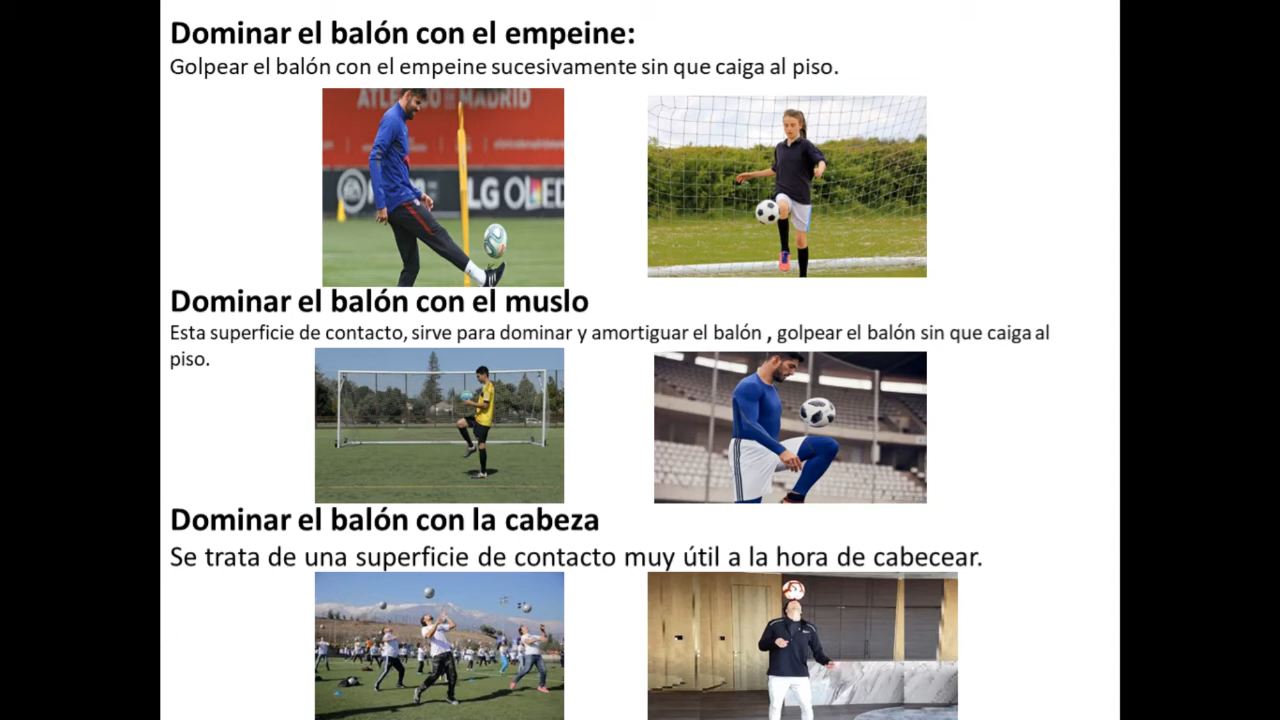 Dominar el balón con el empeine:
Golpear el balón con el empeine sucesivamente sin que caiga al piso.
MADRID
LG OLED
Dominar el balón con el muslo
Esta superficie de contacto, sirve para dominar y amortiguar el balón , golpear el balón sin que caiga al
piso.
Dominar el balón con la cabeza
Se trata de una superficie de contacto muy útil a la hora de cabecear.